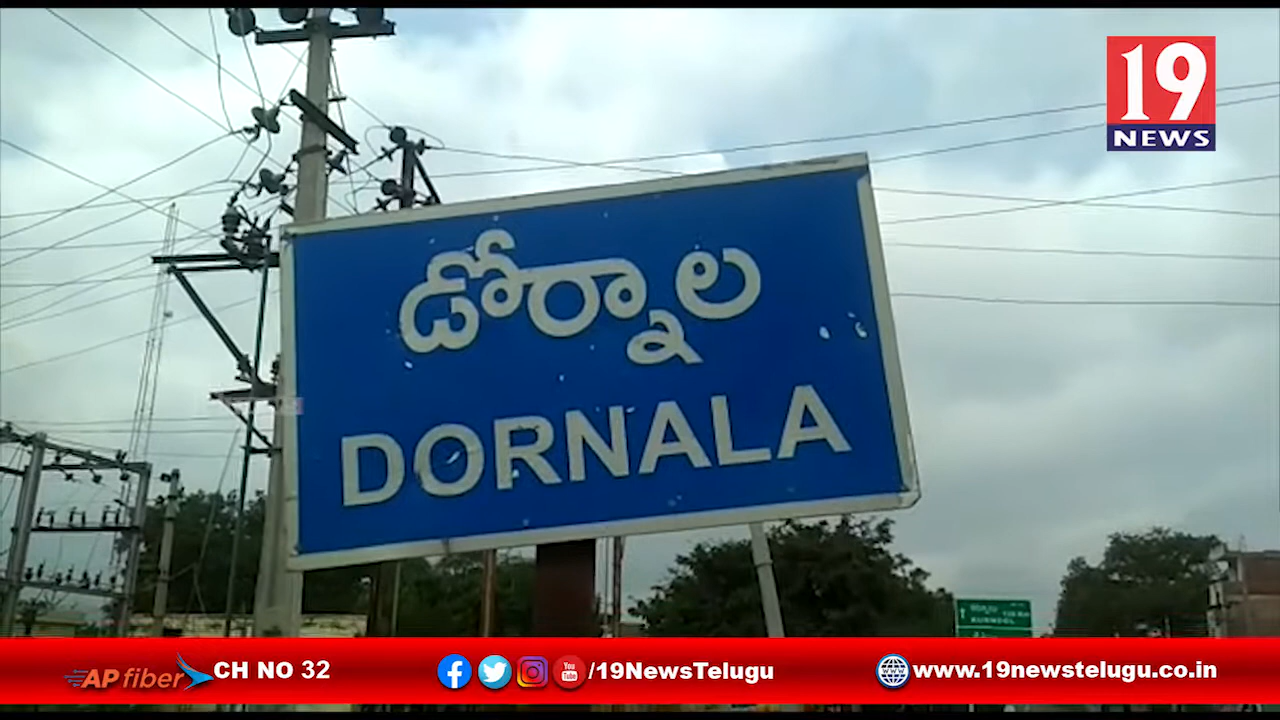 19
NEWS
డోర్నాల
DORNALA
KURNOOL
APfiber CH NO 32
/19NewsTelugu
www.19newstelugu.co.in